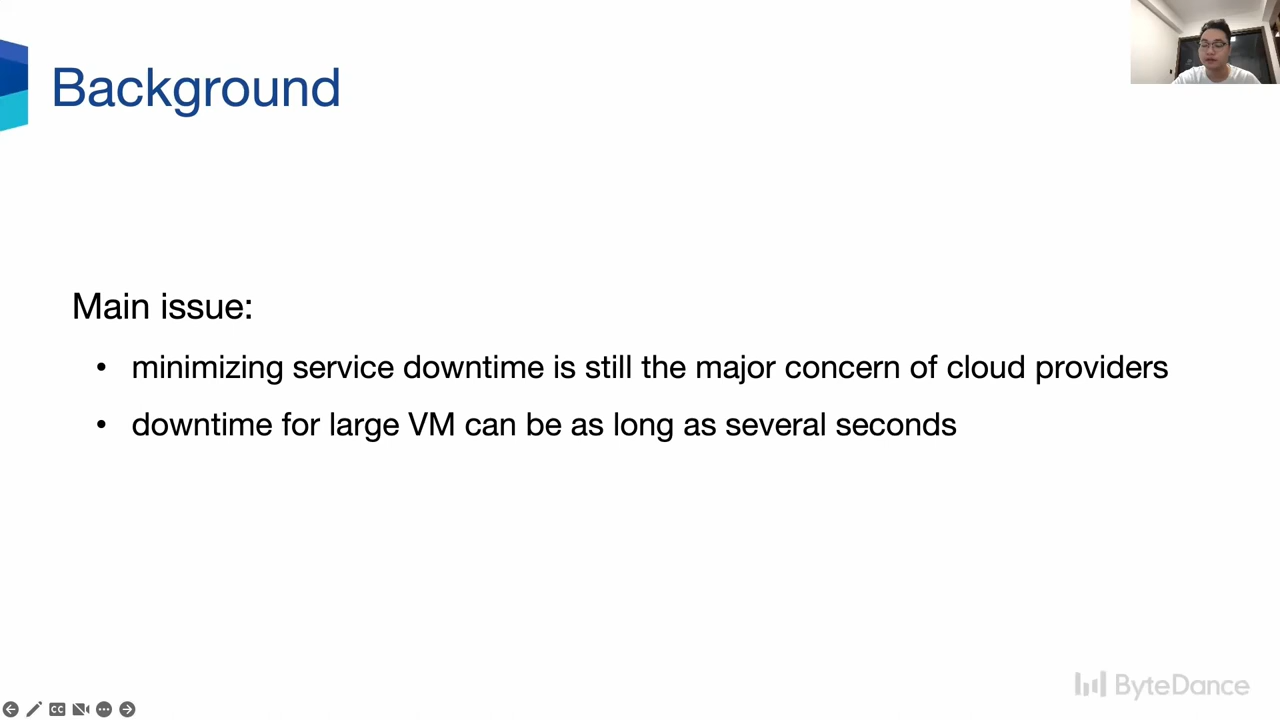 Background
Main issue:
• minimizing service downtime is still the major concern of cloud providers
• downtime for large VM can be as long as several seconds
ByteDance
CC